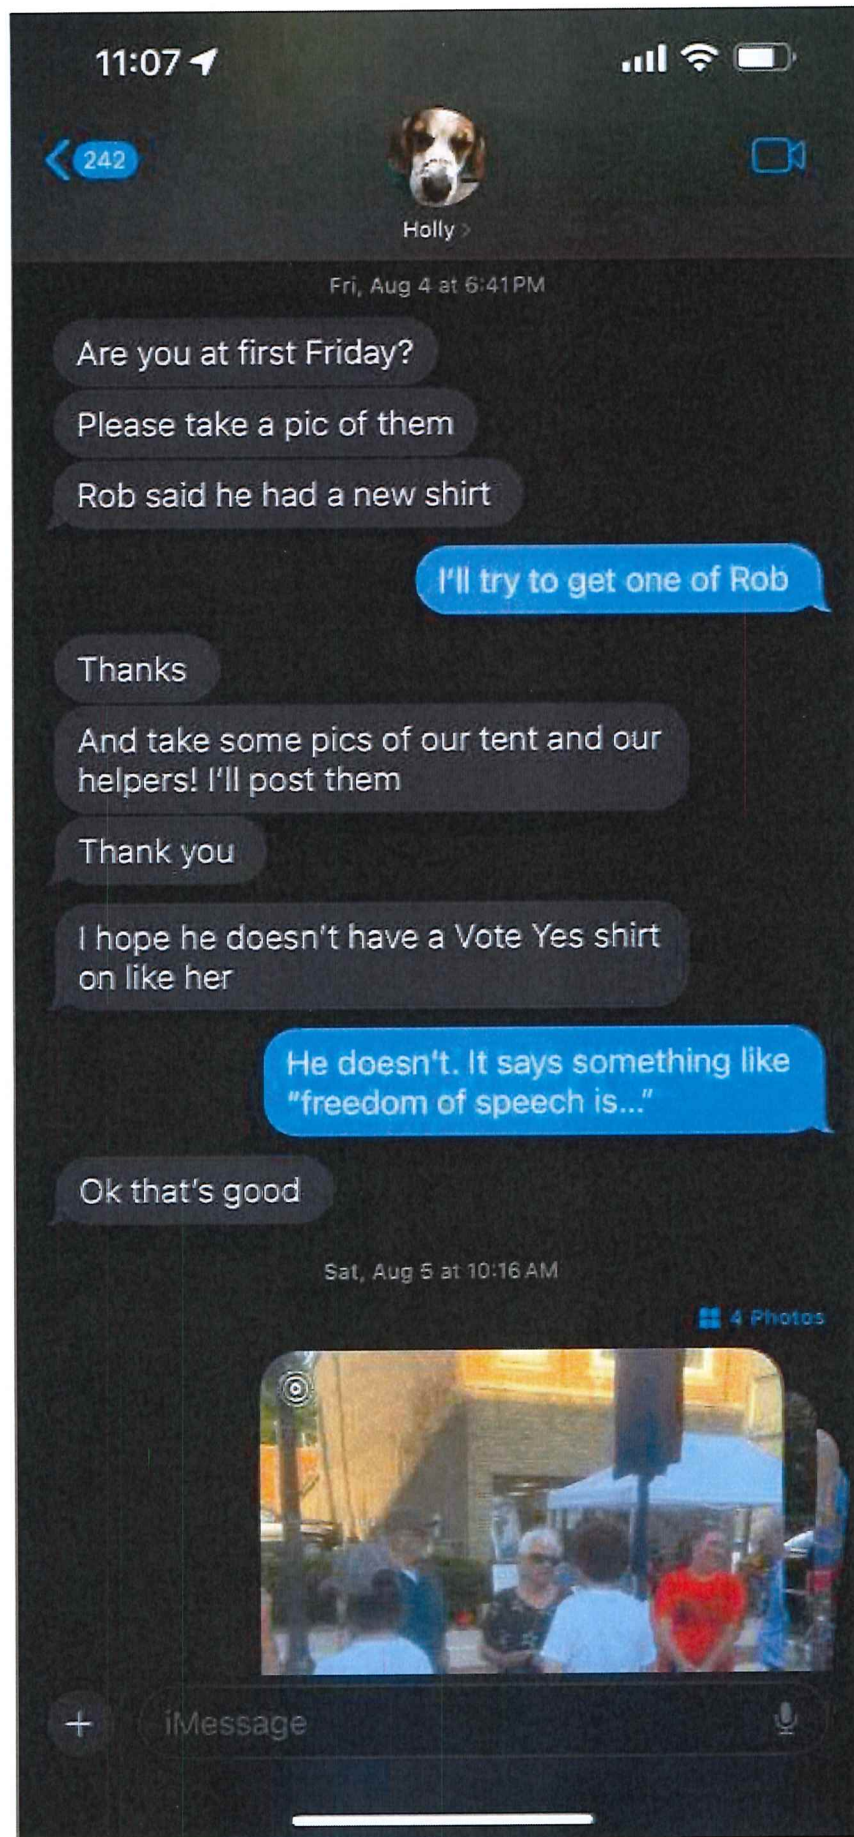 11:07
242
Holly
Fri, Aug 4 at 6:41 PM
Are you at first Friday?
Please take a pic of them
Rob said he had a new shirt
I'll try to get one of Rob
Thanks
And take some pics of our tent and our
helpers! I'll post them
Thank you
I hope he doesn't have a Vote Yes shirt
on like her
He doesn't. It says something like
"freedom of speech is..."
Ok that's good
Sat, Aug 5 at 10:16 AM
4 Photos
iMessage